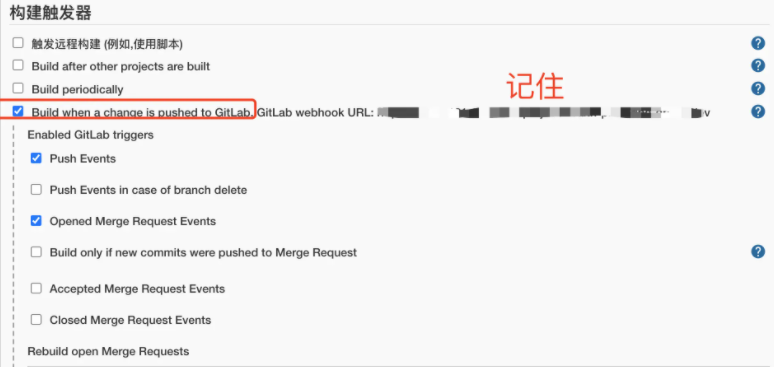 构建触发器
触发远程构建 (例如,使用脚本)
Build after other projects are built
Build periodically
记住
Build when a change is pushed to GitLab. GitLab webhook URL:
Enabled GitLab triggers
Push Events
Push Events in case of branch delete
Opened Merge Request Events
Build only if new commits were pushed to Merge Request
Accepted Merge Request Events
Closed Merge Request Events
Rebuild open Merge Requests